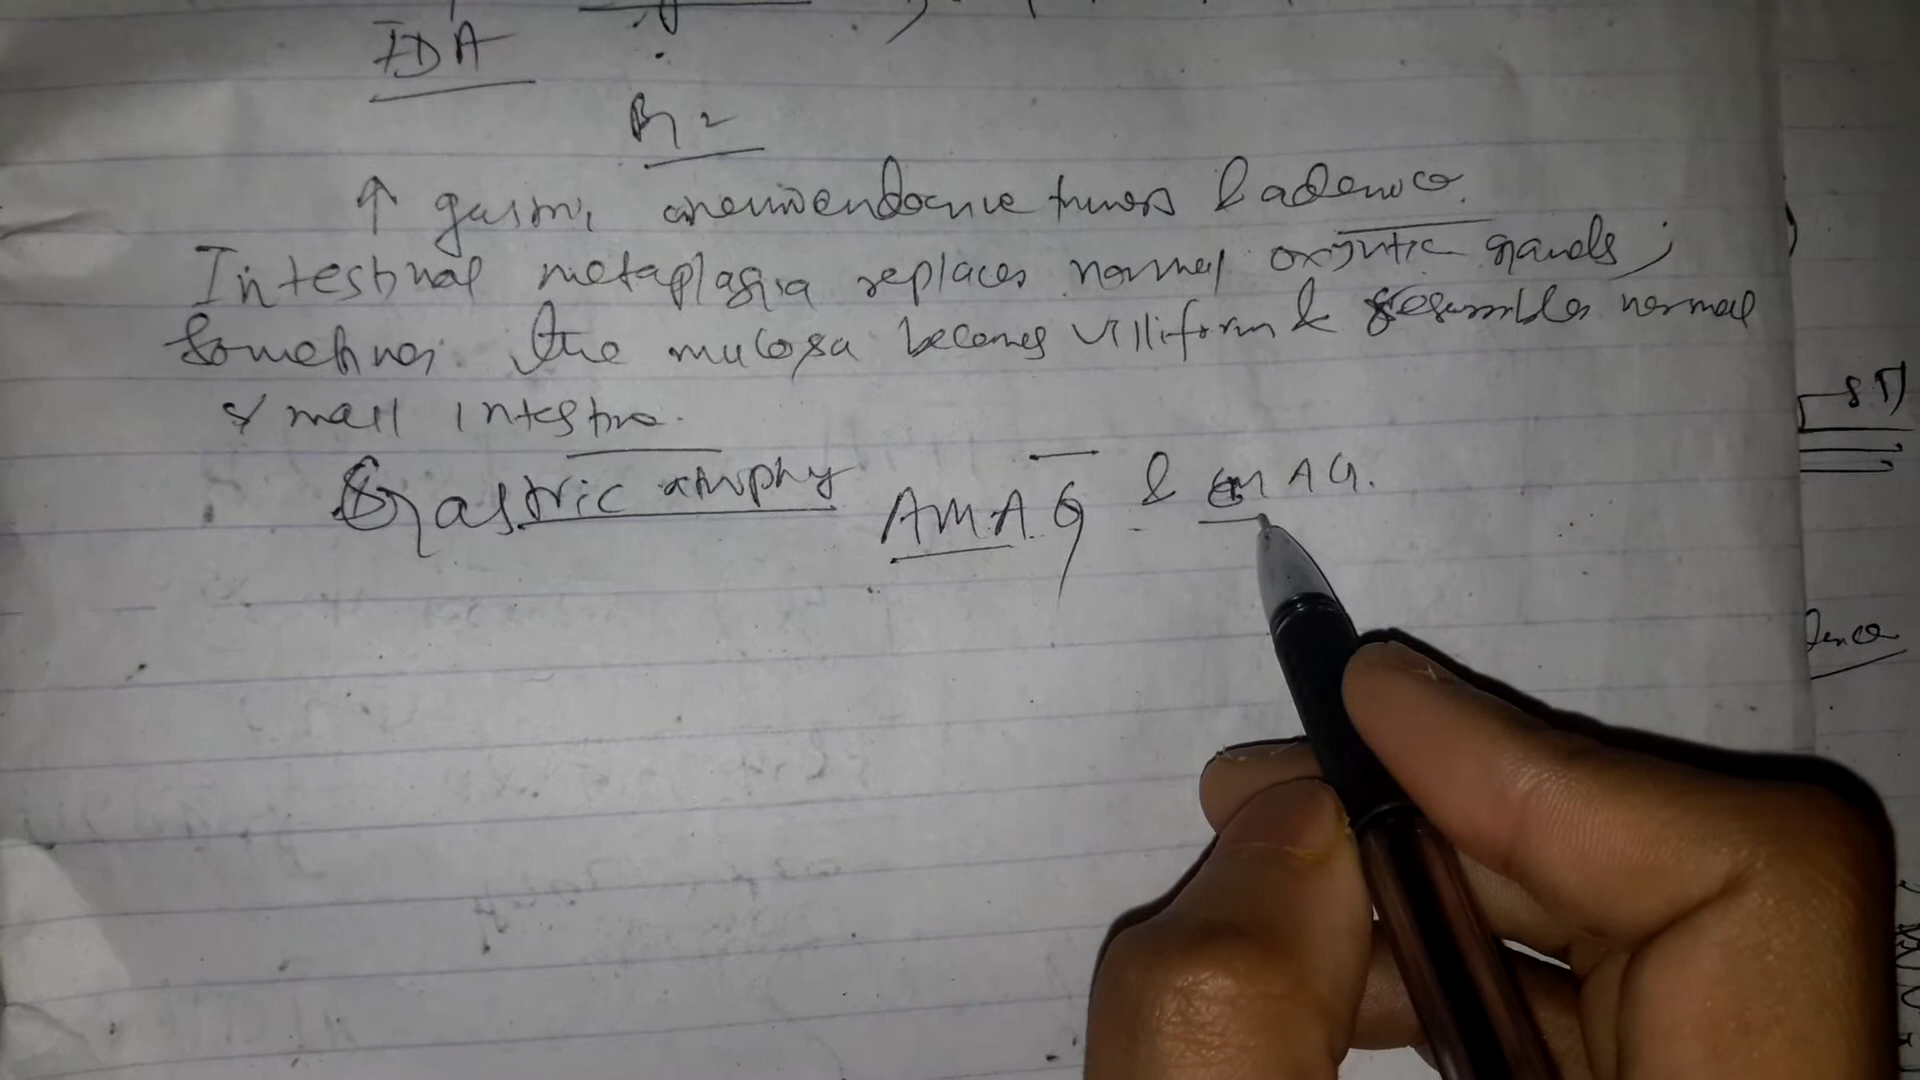 IDA
B12
↑ gastric neuroendocrine tumors & adenoca.
Intestinal metaplasia replaces normal oxyntic glands;
Sometimes the mucosa becomes villiform & resembles normal
small intestine.
Gastric atrophy AMAG & EMAG.